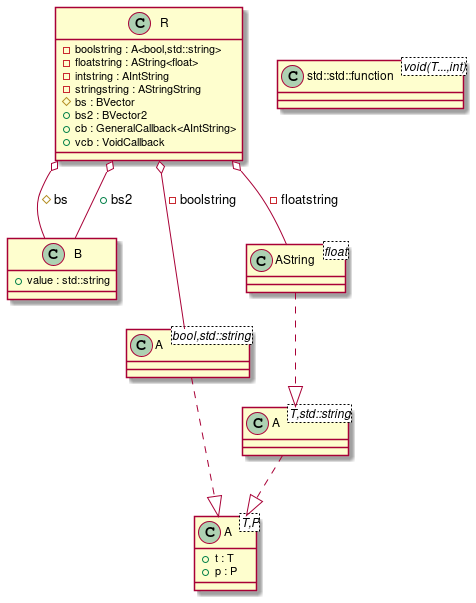 C R
boolstring : A<bool,std::string>
floatstring : AString<float>
intstring : AIntString
stringstring : AStringString
bs : BVector
bs2 : BVector2
cb : GeneralCallback<AIntString>
vcb : VoidCallback
void(T...,int)
C std::std::function
bs
bs2
boolstring
floatstring
C B
value : std::string
float
C AString
bool,std::string
C A
T,std::string
C A
T,P
C A
t : T
p : P